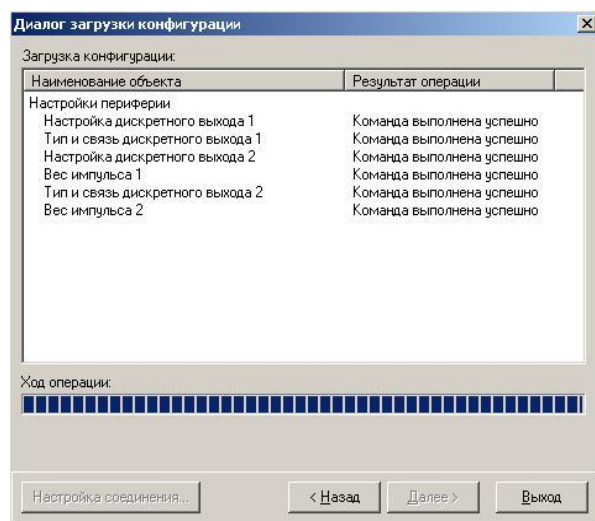 Диалог загрузки конфигурации
Загрузка конфигурации:
Наименование объекта Результат операции
Настройки периферии
Настройка дискретного выхода 1 Команда выполнена успешно
Тип и связь дискретного выхода 1 Команда выполнена успешно
Настройка дискретного выхода 2 Команда выполнена успешно
Вес импульса 1 Команда выполнена успешно
Тип и связь дискретного выхода 2 Команда выполнена успешно
Вес импульса 2 Команда выполнена успешно
Ход операции:
Настройка соединения... < Назад Далее > Выход